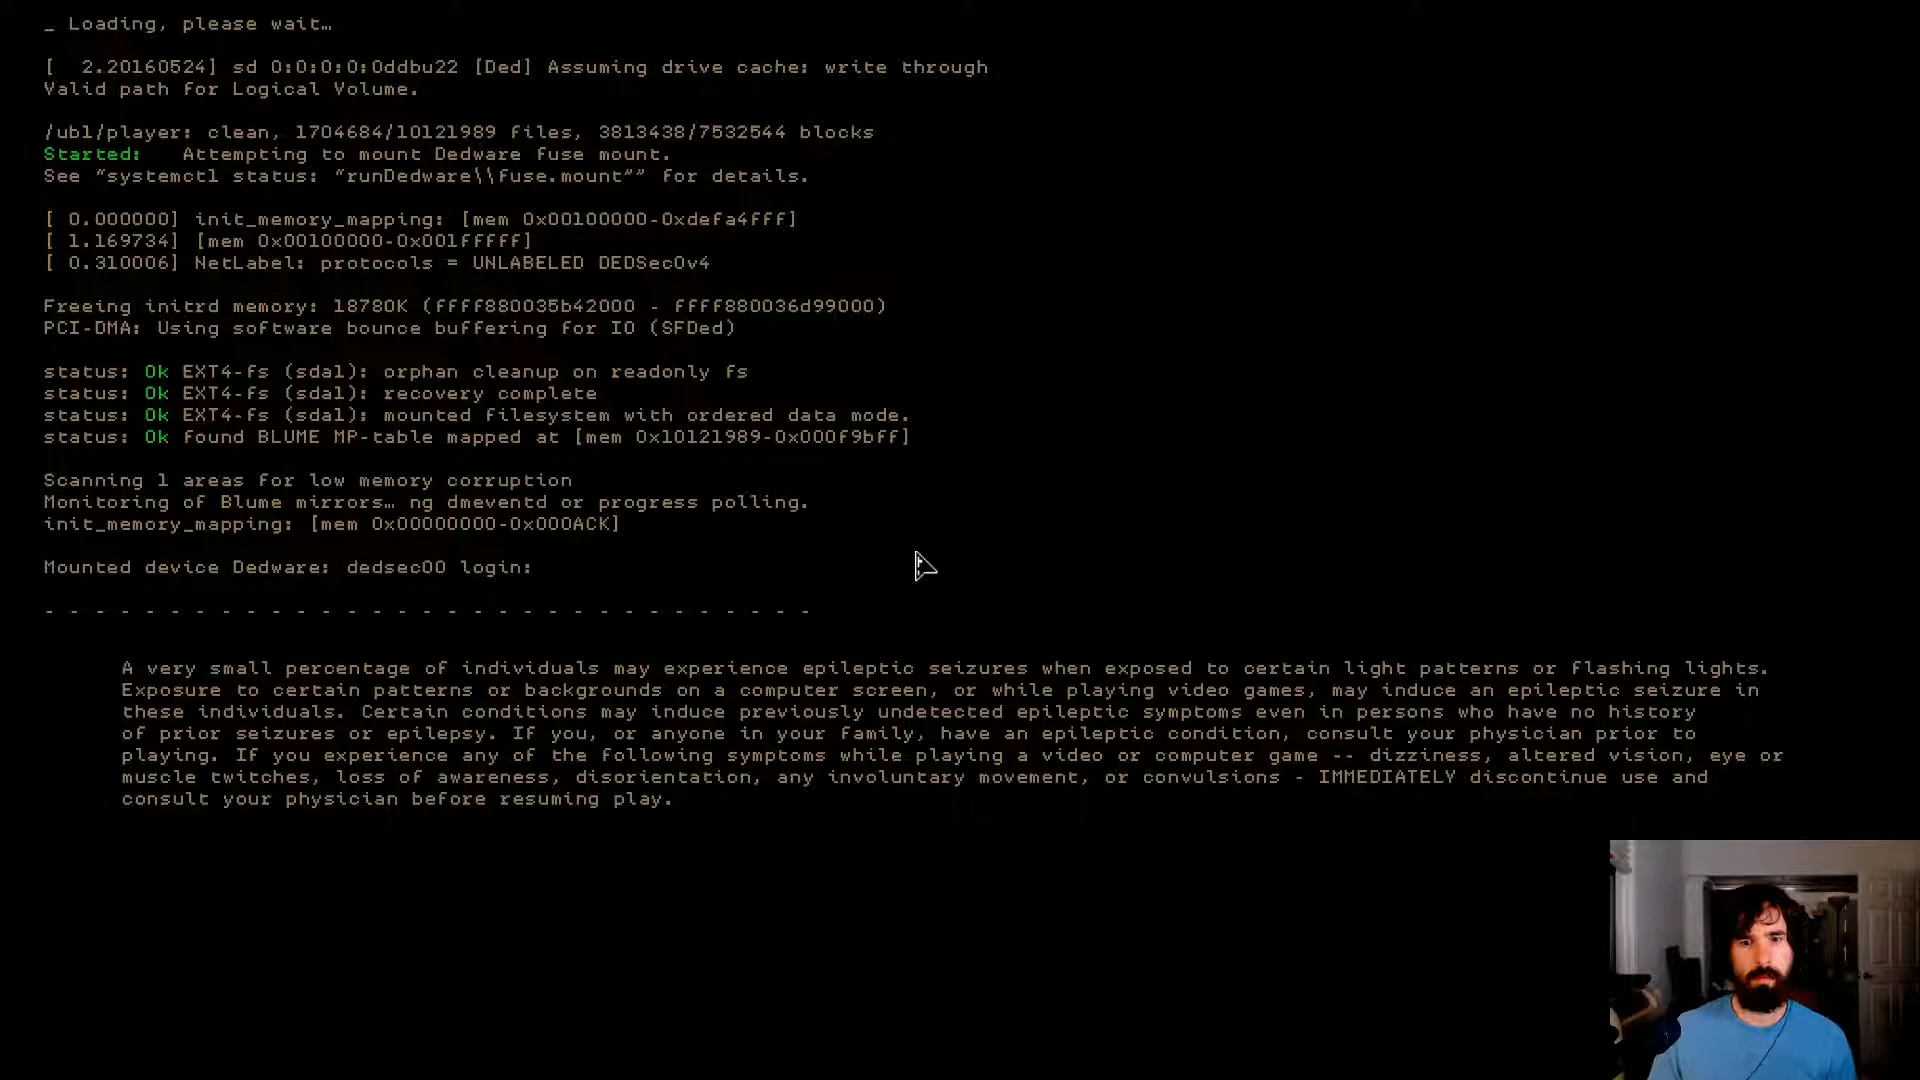 _ Loading, please wait…
[  2.20160524] sd 0:0:0:0:0ddbu22 [Ded] Assuming drive cache: write through
Valid path for Logical Volume.
/ubl/player: clean, 1704684/10121989 files, 3813438/7532544 blocks
Started:   Attempting to mount Dedware fuse mount.
See "systemctl status: "runDedware\\fuse.mount"" for details.
[ 0.000000] init_memory_mapping: [mem 0x00100000-0xdefa4fff]
[ 1.169734] [mem 0x00100000-0x001fffff]
[ 0.310006] NetLabel: protocols = UNLABELED DEDSecOv4
Freeing initrd memory: 18780K (ffff880035b42000 - ffff880036d99000)
PCI-DMA: Using software bounce buffering for IO (SFDed)
status: Ok EXT4-fs (sda1): orphan cleanup on readonly fs
status: Ok EXT4-fs (sda1): recovery complete
status: Ok EXT4-fs (sda1): mounted filesystem with ordered data mode.
status: Ok found BLUME MP-table mapped at [mem 0x10121989-0x000f9bff]
Scanning 1 areas for low memory corruption
Monitoring of Blume mirrors… ng dmeventd or progress polling.
init_memory_mapping: [mem 0x00000000-0x000ACK]
Mounted device Dedware: dedsec00 login:
- - - - - - - - - - - - - - - - - - - - - - - - - - - - - - -
A very small percentage of individuals may experience epileptic seizures when exposed to certain light patterns or flashing lights.
Exposure to certain patterns or backgrounds on a computer screen, or while playing video games, may induce an epileptic seizure in
these individuals. Certain conditions may induce previously undetected epileptic symptoms even in persons who have no history
of prior seizures or epilepsy. If you, or anyone in your family, have an epileptic condition, consult your physician prior to
playing. If you experience any of the following symptoms while playing a video or computer game -- dizziness, altered vision, eye or
muscle twitches, loss of awareness, disorientation, any involuntary movement, or convulsions - IMMEDIATELY discontinue use and
consult your physician before resuming play.